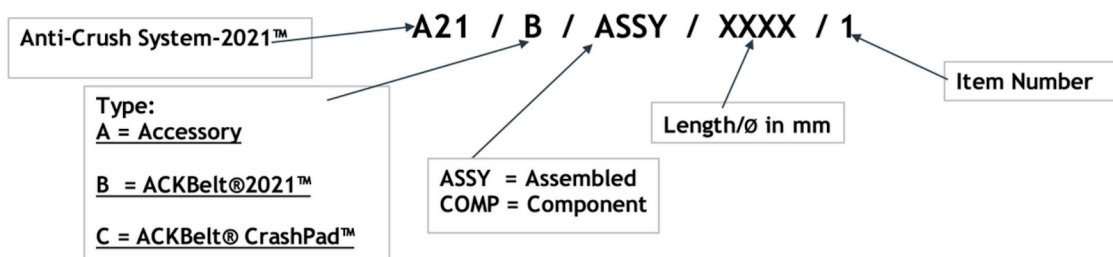 Anti-Crush System-2021™
A21 / B / ASSY / XXXX / 1
Item Number
Type:
A = Accessory
B = ACKBelt®2021™
C = ACKBelt® CrashPad™
Length/Ø in mm
ASSY = Assembled
COMP = Component